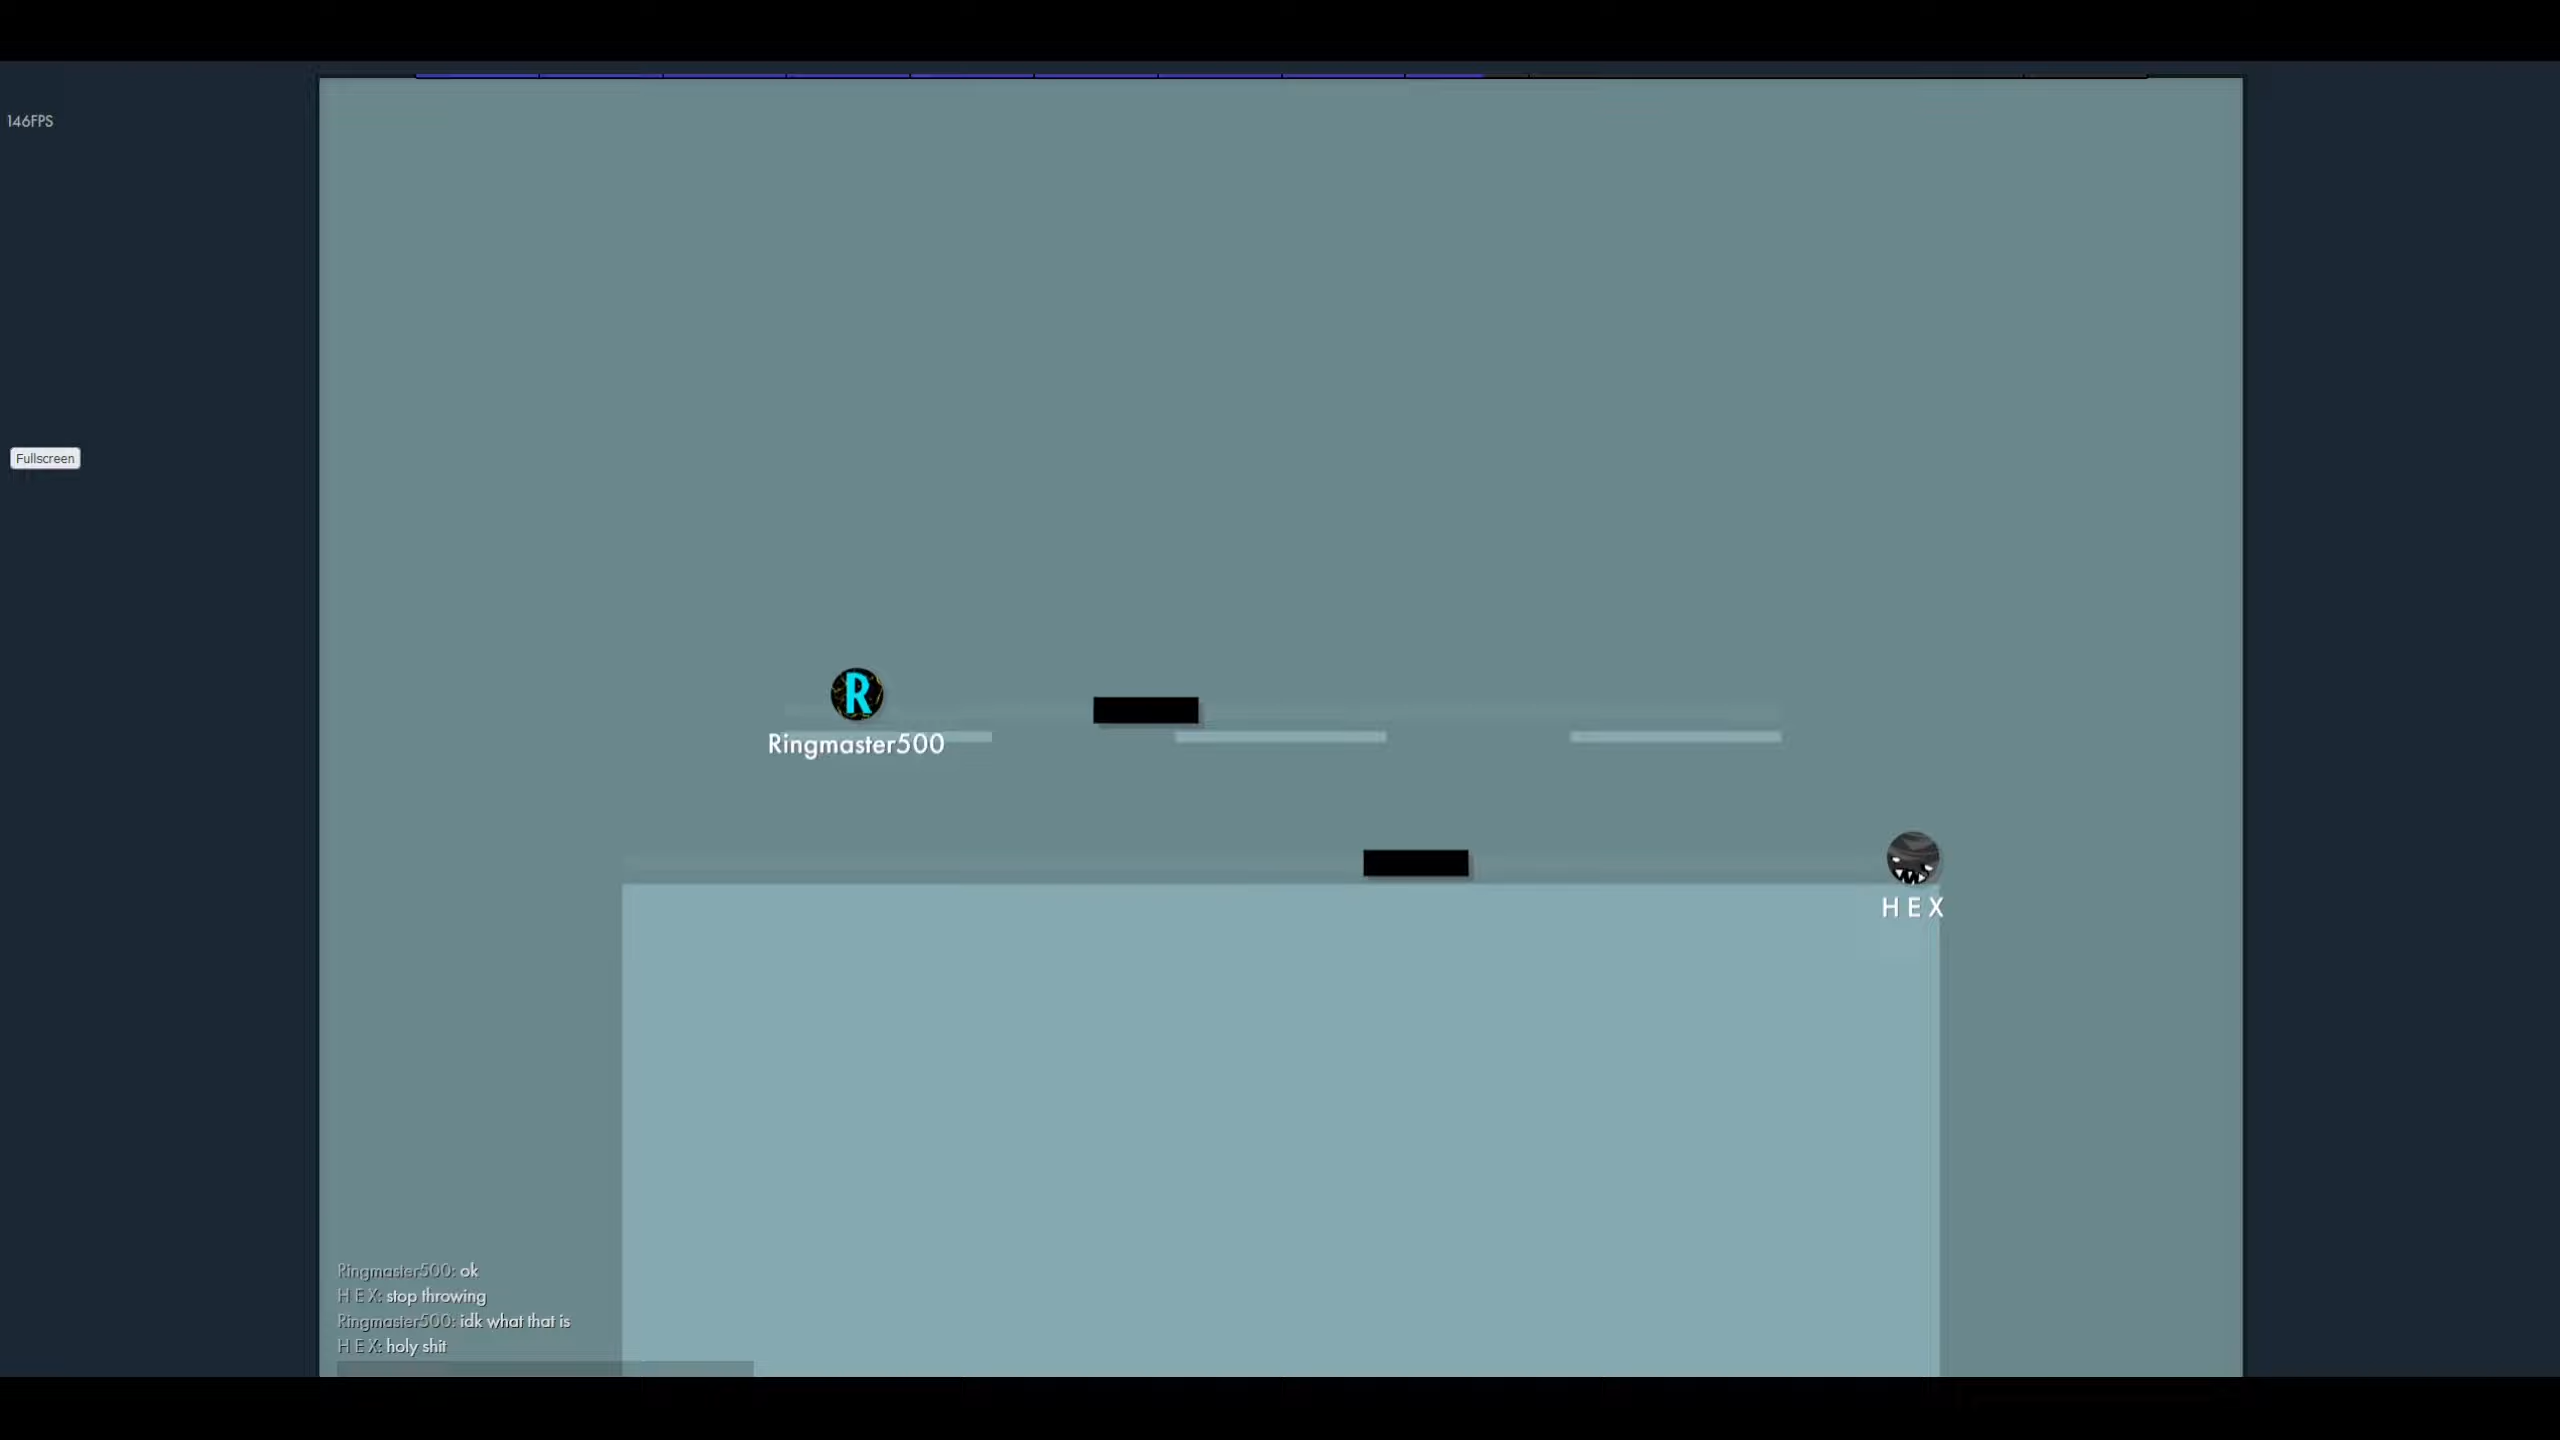 146FPS
Fullscreen
R
Ringmaster500
H E X
Ringmaster500: ok
H E X: stop throwing
Ringmaster500: idk what that is
H E X: holy shit